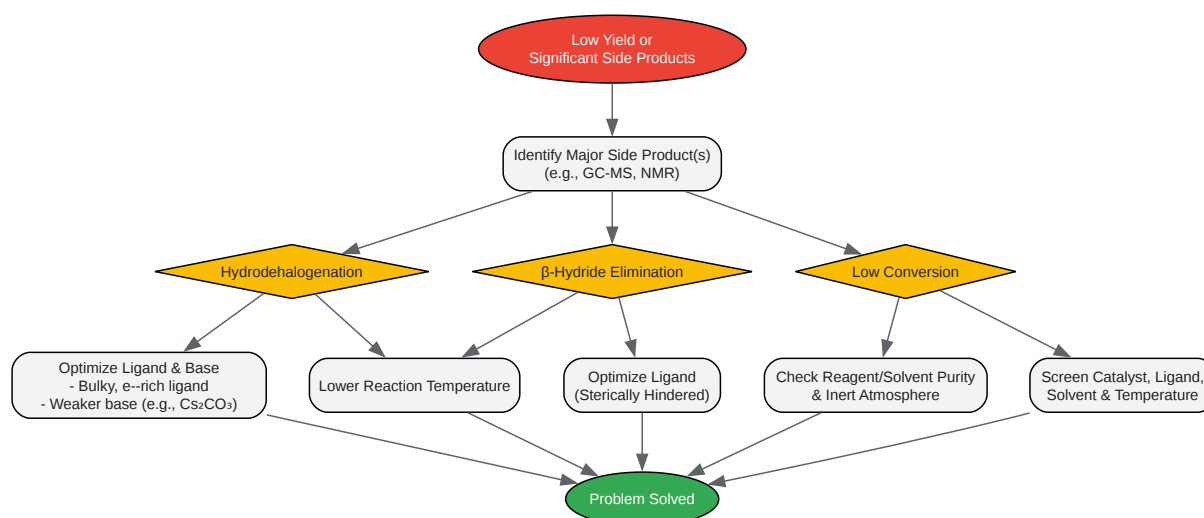 Low Yield or
Significant Side Products
Identify Major Side Product(s)
(e.g., GC-MS, NMR)
Hydrodehalogenation
β-Hydride Elimination
Low Conversion
Optimize Ligand & Base
- Bulky, e--rich ligand
- Weaker base (e.g., Cs₂CO₃)
Lower Reaction Temperature
Optimize Ligand
(Sterically Hindered)
Check Reagent/Solvent Purity
& Inert Atmosphere
Screen Catalyst, Ligand,
Solvent & Temperature
Problem Solved